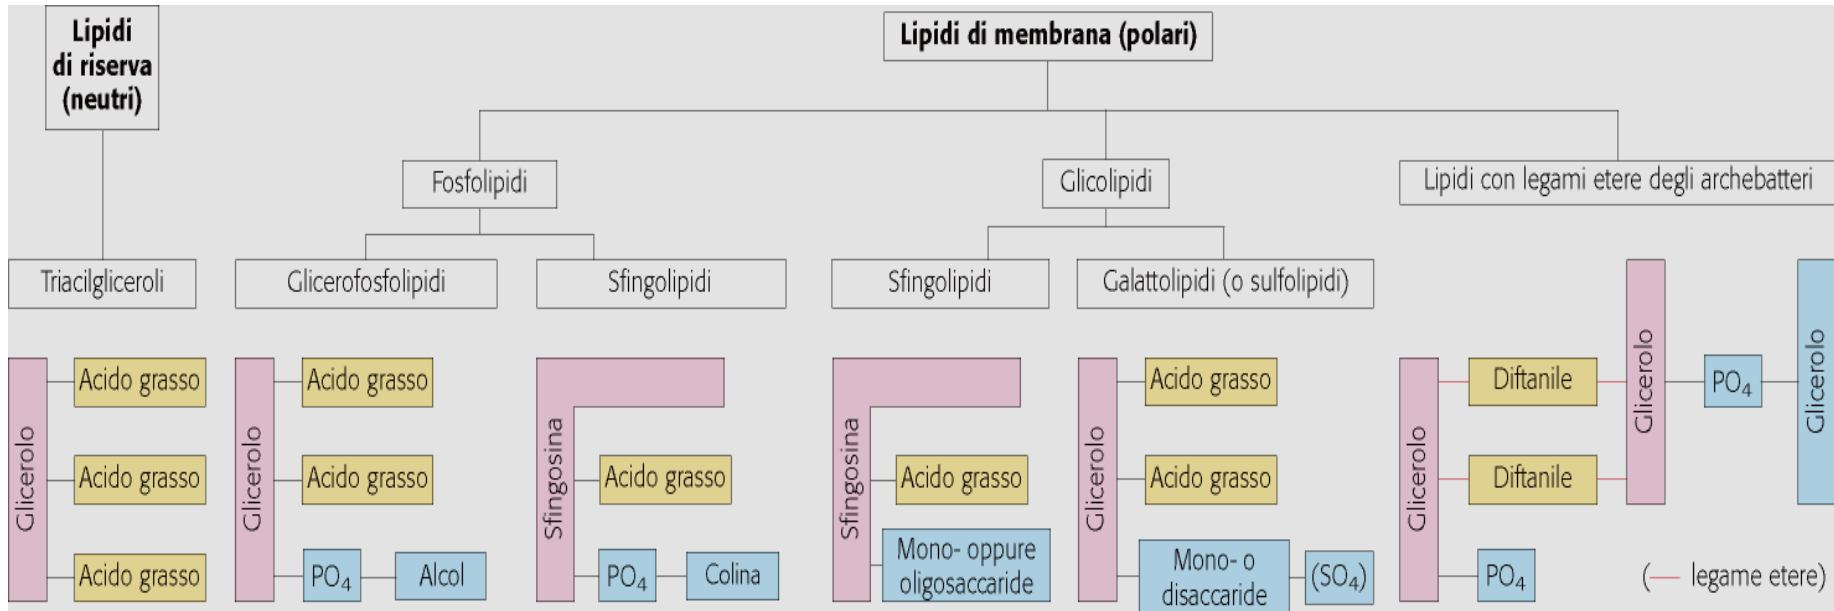 Lipidi
di riserva
(neutri)
Lipidi di membrana (polari)
Fosfolipidi
Glicolipidi
Lipidi con legami etere degli archebatteri
Triacilgliceroli
Glicerofosfolipidi
Sfingolipidi
Sfingolipidi
Galattolipidi (o sulfolipidi)
Glicerolo
Acido grasso
Acido grasso
Acido grasso
Glicerolo
Acido grasso
Acido grasso
PO4
Alcol
Sfingosina
Acido grasso
PO4
Colina
Sfingosina
Acido grasso
Mono- oppure
oligosaccaride
Glicerolo
Acido grasso
Acido grasso
Mono- o
disaccaride
(SO4)
Glicerolo
Diftanile
Diftanile
PO4
Glicerolo
PO4
Glicerolo
(— legame etere)